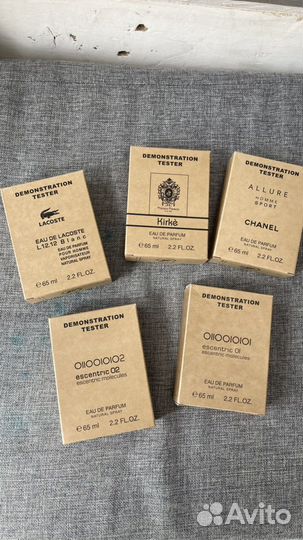 DEMONSTRATION
TESTER
LACOSTE
EAU DE LACOSTE
L.12.12 Blanc
EAU DE PARFUM
POUR HOMME
VAPORISATEUR
NATURAL SPRAY
℮ 65 ml 2.2 FL.OZ.
DEMONSTRATION
TESTER
Kirkè
EAU DE PARFUM
NATURAL SPRAY
℮ 65 ml 2.2 FL.OZ.
DEMONSTRATION
TESTER
ALLURE
HOMME
SPORT
CHANEL
EAU DE PARFUM
NATURAL SPRAY
℮ 65 ml 2.2 FL.OZ.
DEMONSTRATION
TESTER
0110010102
escentric 02
escentric molecules
EAU DE PARFUM
NATURAL SPRAY
℮ 65 ml 2.2 FL.OZ.
DEMONSTRATION
TESTER
0110010101
escentric 01
escentric molecules
EAU DE PARFUM
NATURAL SPRAY
℮ 65 ml 2.2 FL.OZ.
Avito